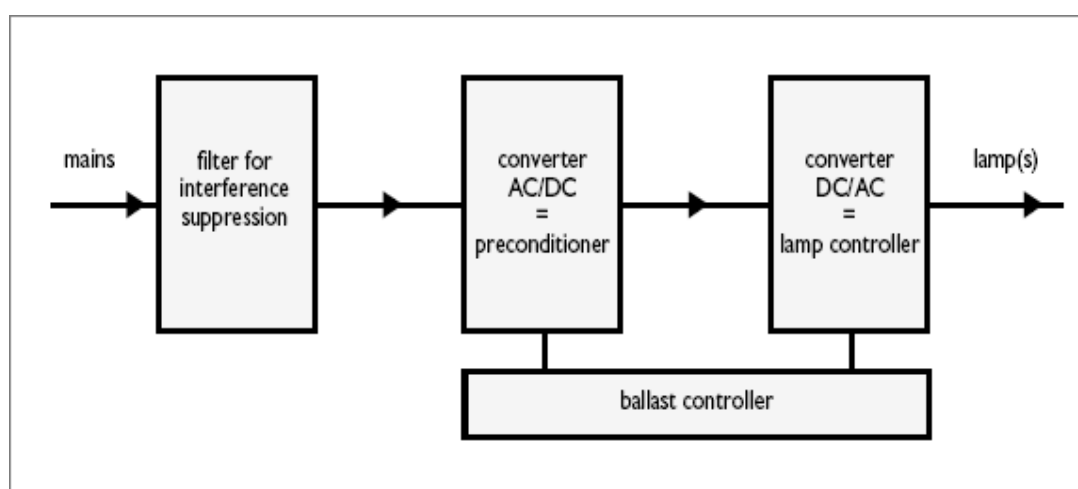 mains
filter for
interference
suppression
converter
AC/DC
=
preconditioner
converter
DC/AC
=
lamp controller
lamp(s)
ballast controller